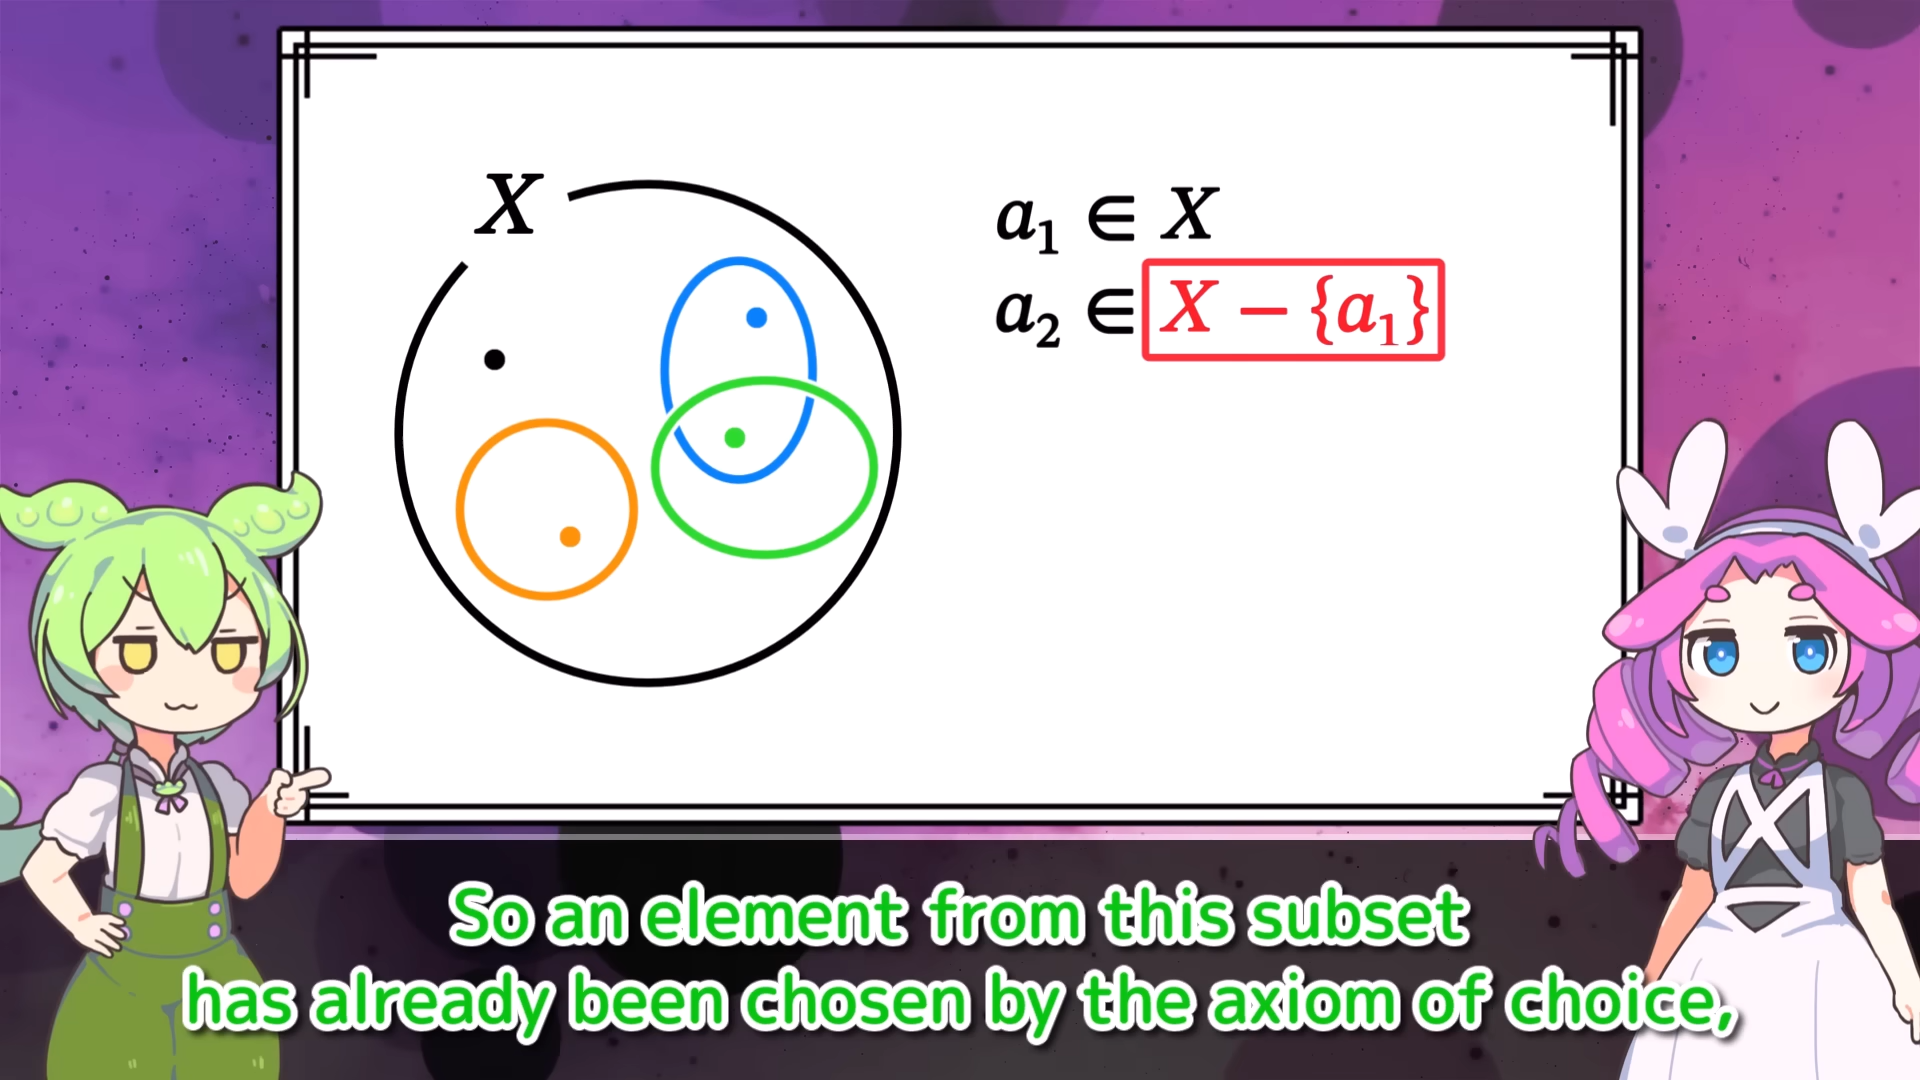 X
a₁ ∈ X
a₂ ∈ X − {a₁}
So an element from this subset
has already been chosen by the axiom of choice,